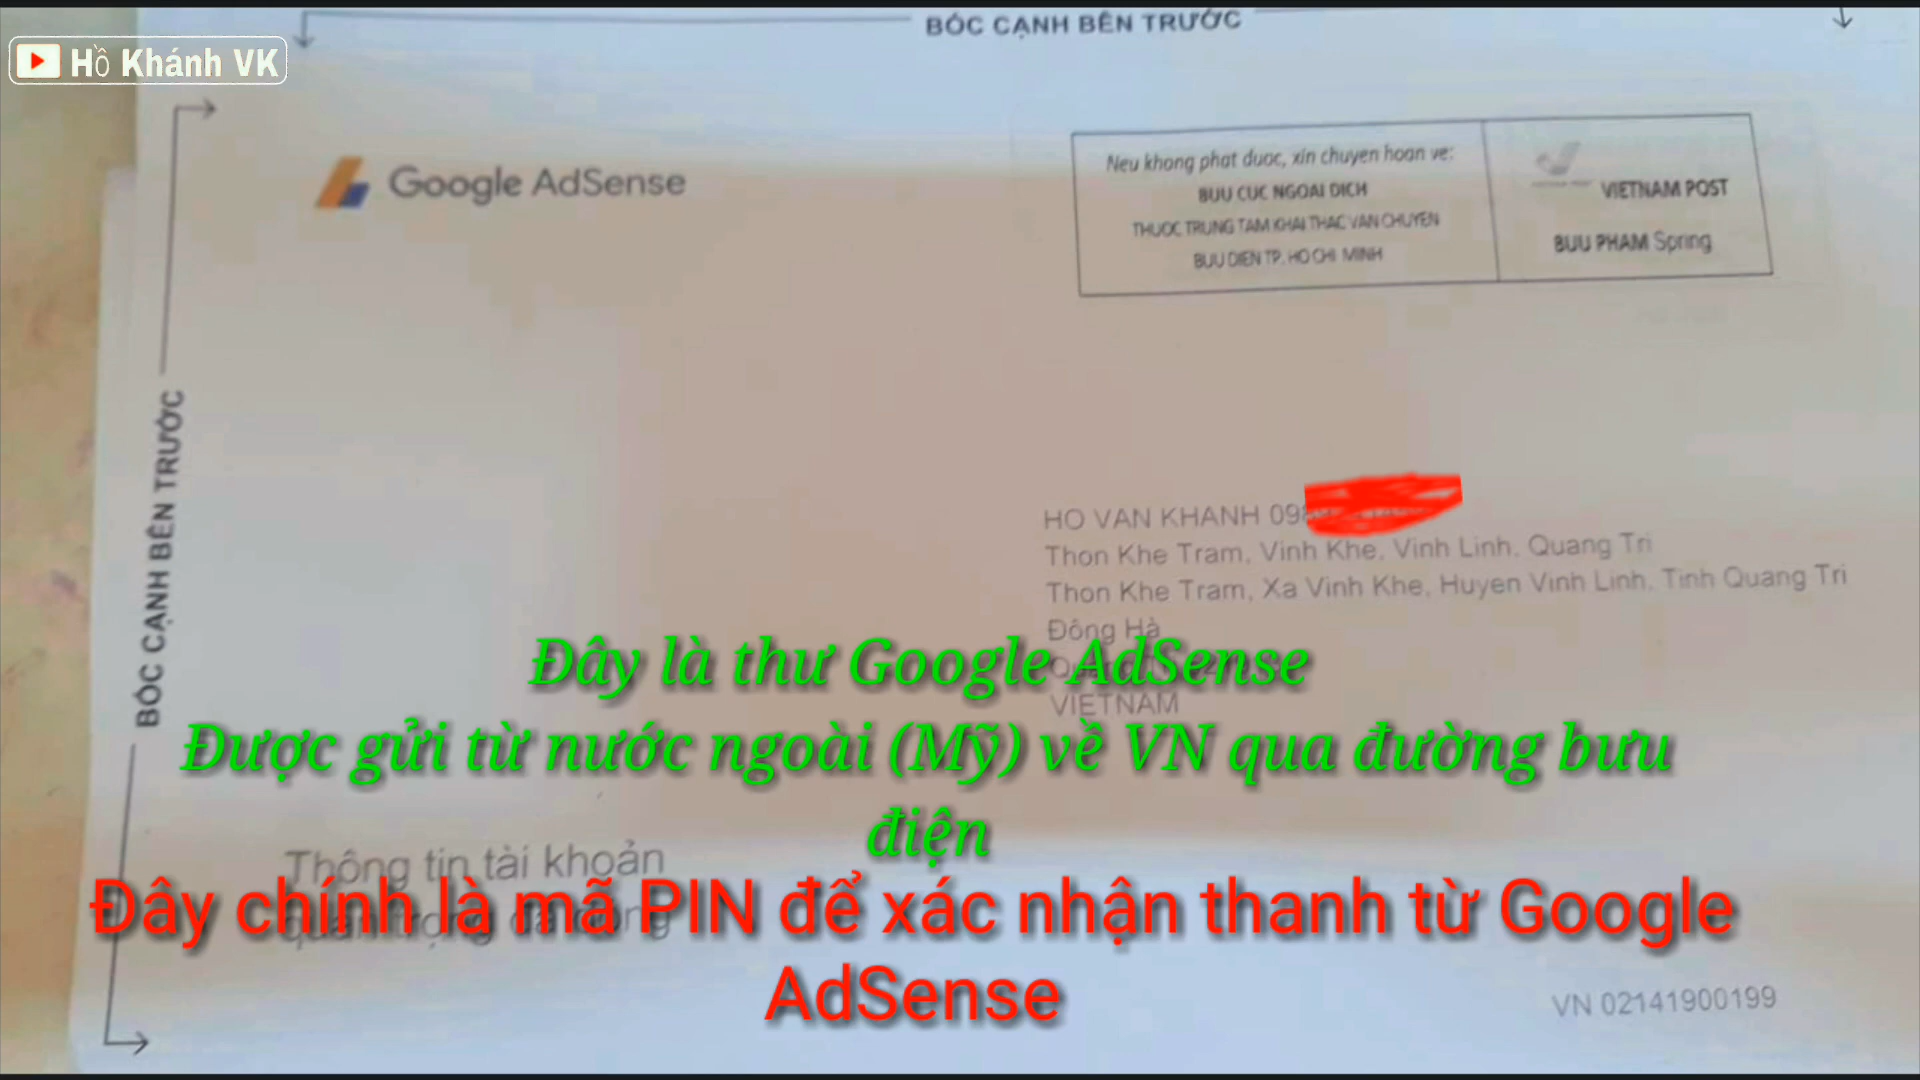 BÓC CẠNH BÊN TRƯỚC
Hồ Khánh VK
Google AdSense
Neu khong phat duoc, xin chuyen hoan ve:
BUU CUC NGOAI DICH
THUOC TRUNG TAM KHAI THAC VAN CHUYEN
BUU DIEN TP. HO CHI MINH
VIETNAM POST
BUU PHAM Spring
BÓC CẠNH BÊN TRƯỚC
HO VAN KHANH 098
Thon Khe Tram, Vinh Khe, Vinh Linh, Quang Tri
Thon Khe Tram, Xa Vinh Khe, Huyen Vinh Linh, Tinh Quang Tri
Đông Hà
VIETNAM
Đây là thư Google AdSense
Được gửi từ nước ngoài (Mỹ) về VN qua đường bưu
điện
Thông tin tài khoản
quan trọng
Đây chính là mã PIN để xác nhận thanh từ Google
AdSense
VN 02141900199